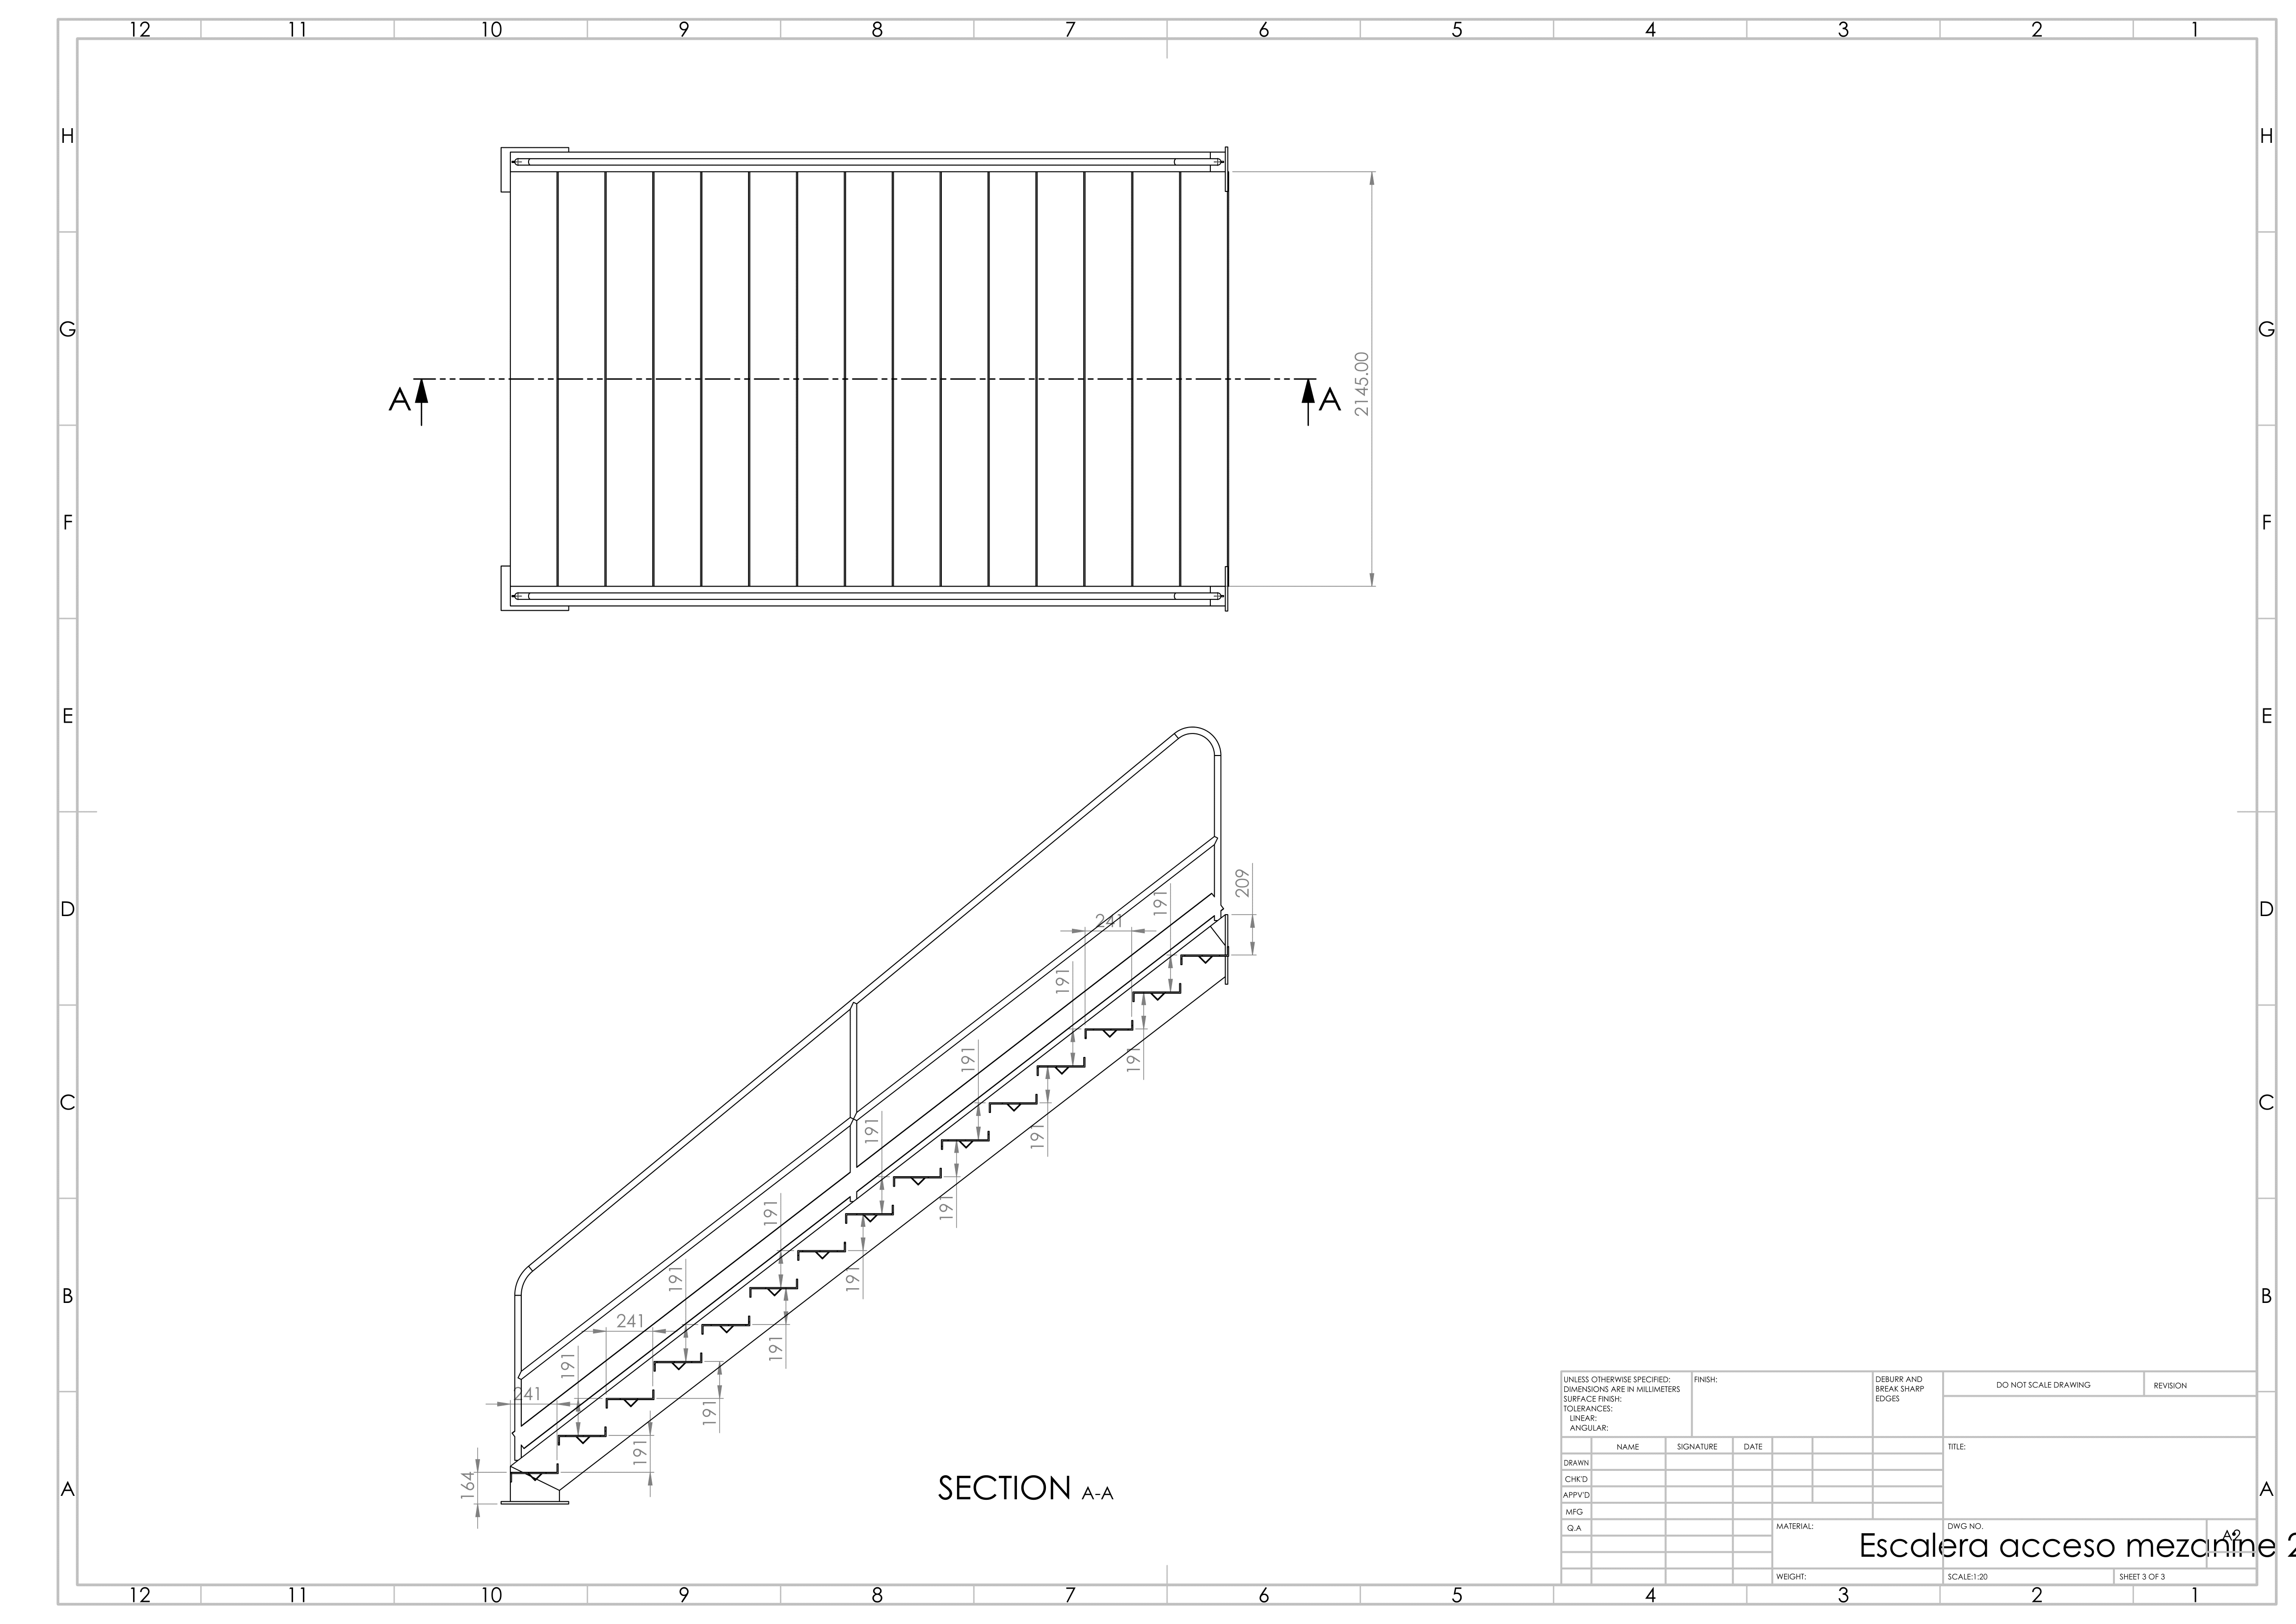 12 11 10 9 8 7 6 5 4 3 2 1
H H
G G
A A
2145.00
F F
E E
D D
209
191
241
191
191
191
C C
191
191
191
191
191
191
B B
191
241
191
191
191
241
191
164
SECTION A-A
A A
UNLESS OTHERWISE SPECIFIED:
DIMENSIONS ARE IN MILLIMETERS
SURFACE FINISH:
TOLERANCES:
LINEAR:
ANGULAR:
FINISH:
DEBURR AND
BREAK SHARP
EDGES
DO NOT SCALE DRAWING
REVISION
NAME SIGNATURE DATE
TITLE:
DRAWN
CHK'D
APPV'D
MFG
Q.A
MATERIAL:
DWG NO.
Escalera acceso mezanine 2
A2
WEIGHT:
SCALE:1:20
SHEET 3 OF 3
12 11 10 9 8 7 6 5 4 3 2 1